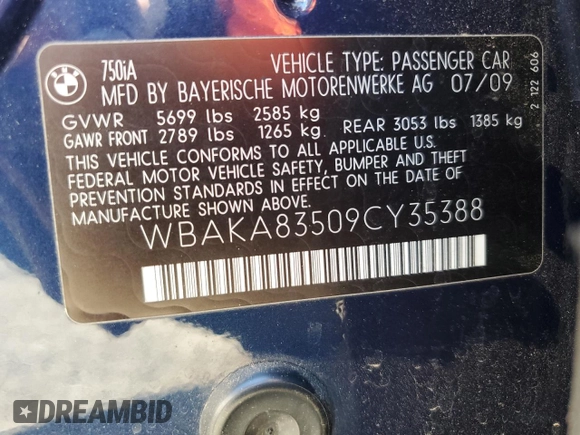 BMW
750iA VEHICLE TYPE: PASSENGER CAR
MFD BY BAYERISCHE MOTORENWERKE AG 07/09
GVWR 5699 lbs 2585 kg
GAWR FRONT 2789 lbs 1265 kg REAR 3053 lbs 1385 kg
THIS VEHICLE CONFORMS TO ALL APPLICABLE U.S.
FEDERAL MOTOR VEHICLE SAFETY, BUMPER AND THEFT
PREVENTION STANDARDS IN EFFECT ON THE DATE OF
MANUFACTURE SHOWN ABOVE.
WBAKA83509CY35388
2 122 606
DREAMBID